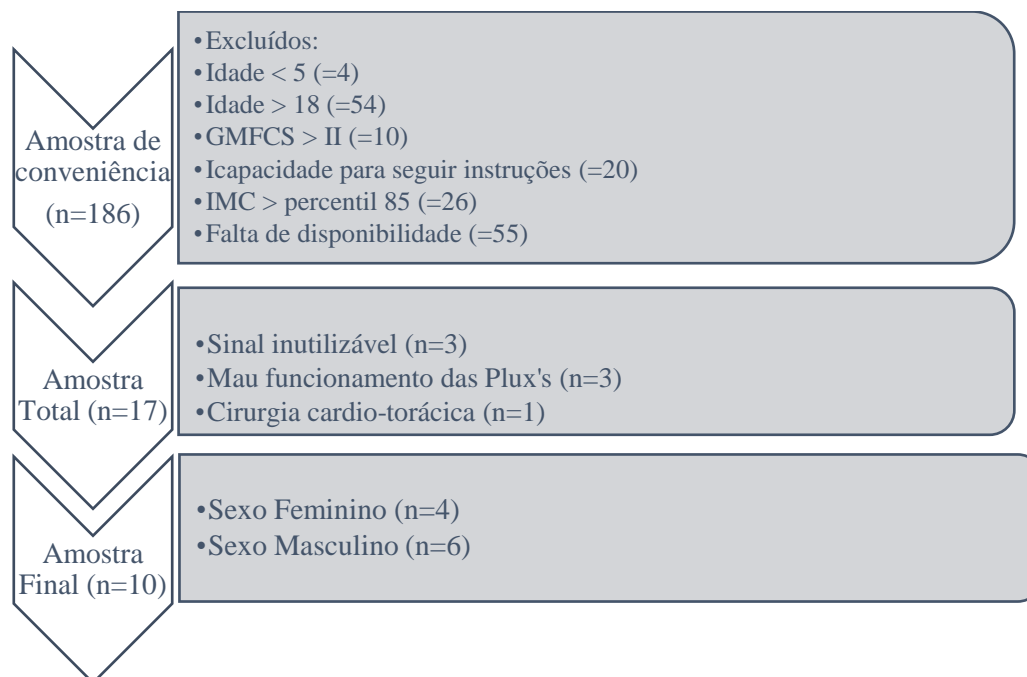 Amostra de
conveniência
(n=186)
•Excluídos:
•Idade < 5 (=4)
•Idade > 18 (=54)
•GMFCS > II (=10)
•Icapacidade para seguir instruções (=20)
•IMC > percentil 85 (=26)
•Falta de disponibilidade (=55)
Amostra
Total (n=17)
•Sinal inutilizável (n=3)
•Mau funcionamento das Plux's (n=3)
•Cirurgia cardio-torácica (n=1)
Amostra
Final (n=10)
•Sexo Feminino (n=4)
•Sexo Masculino (n=6)